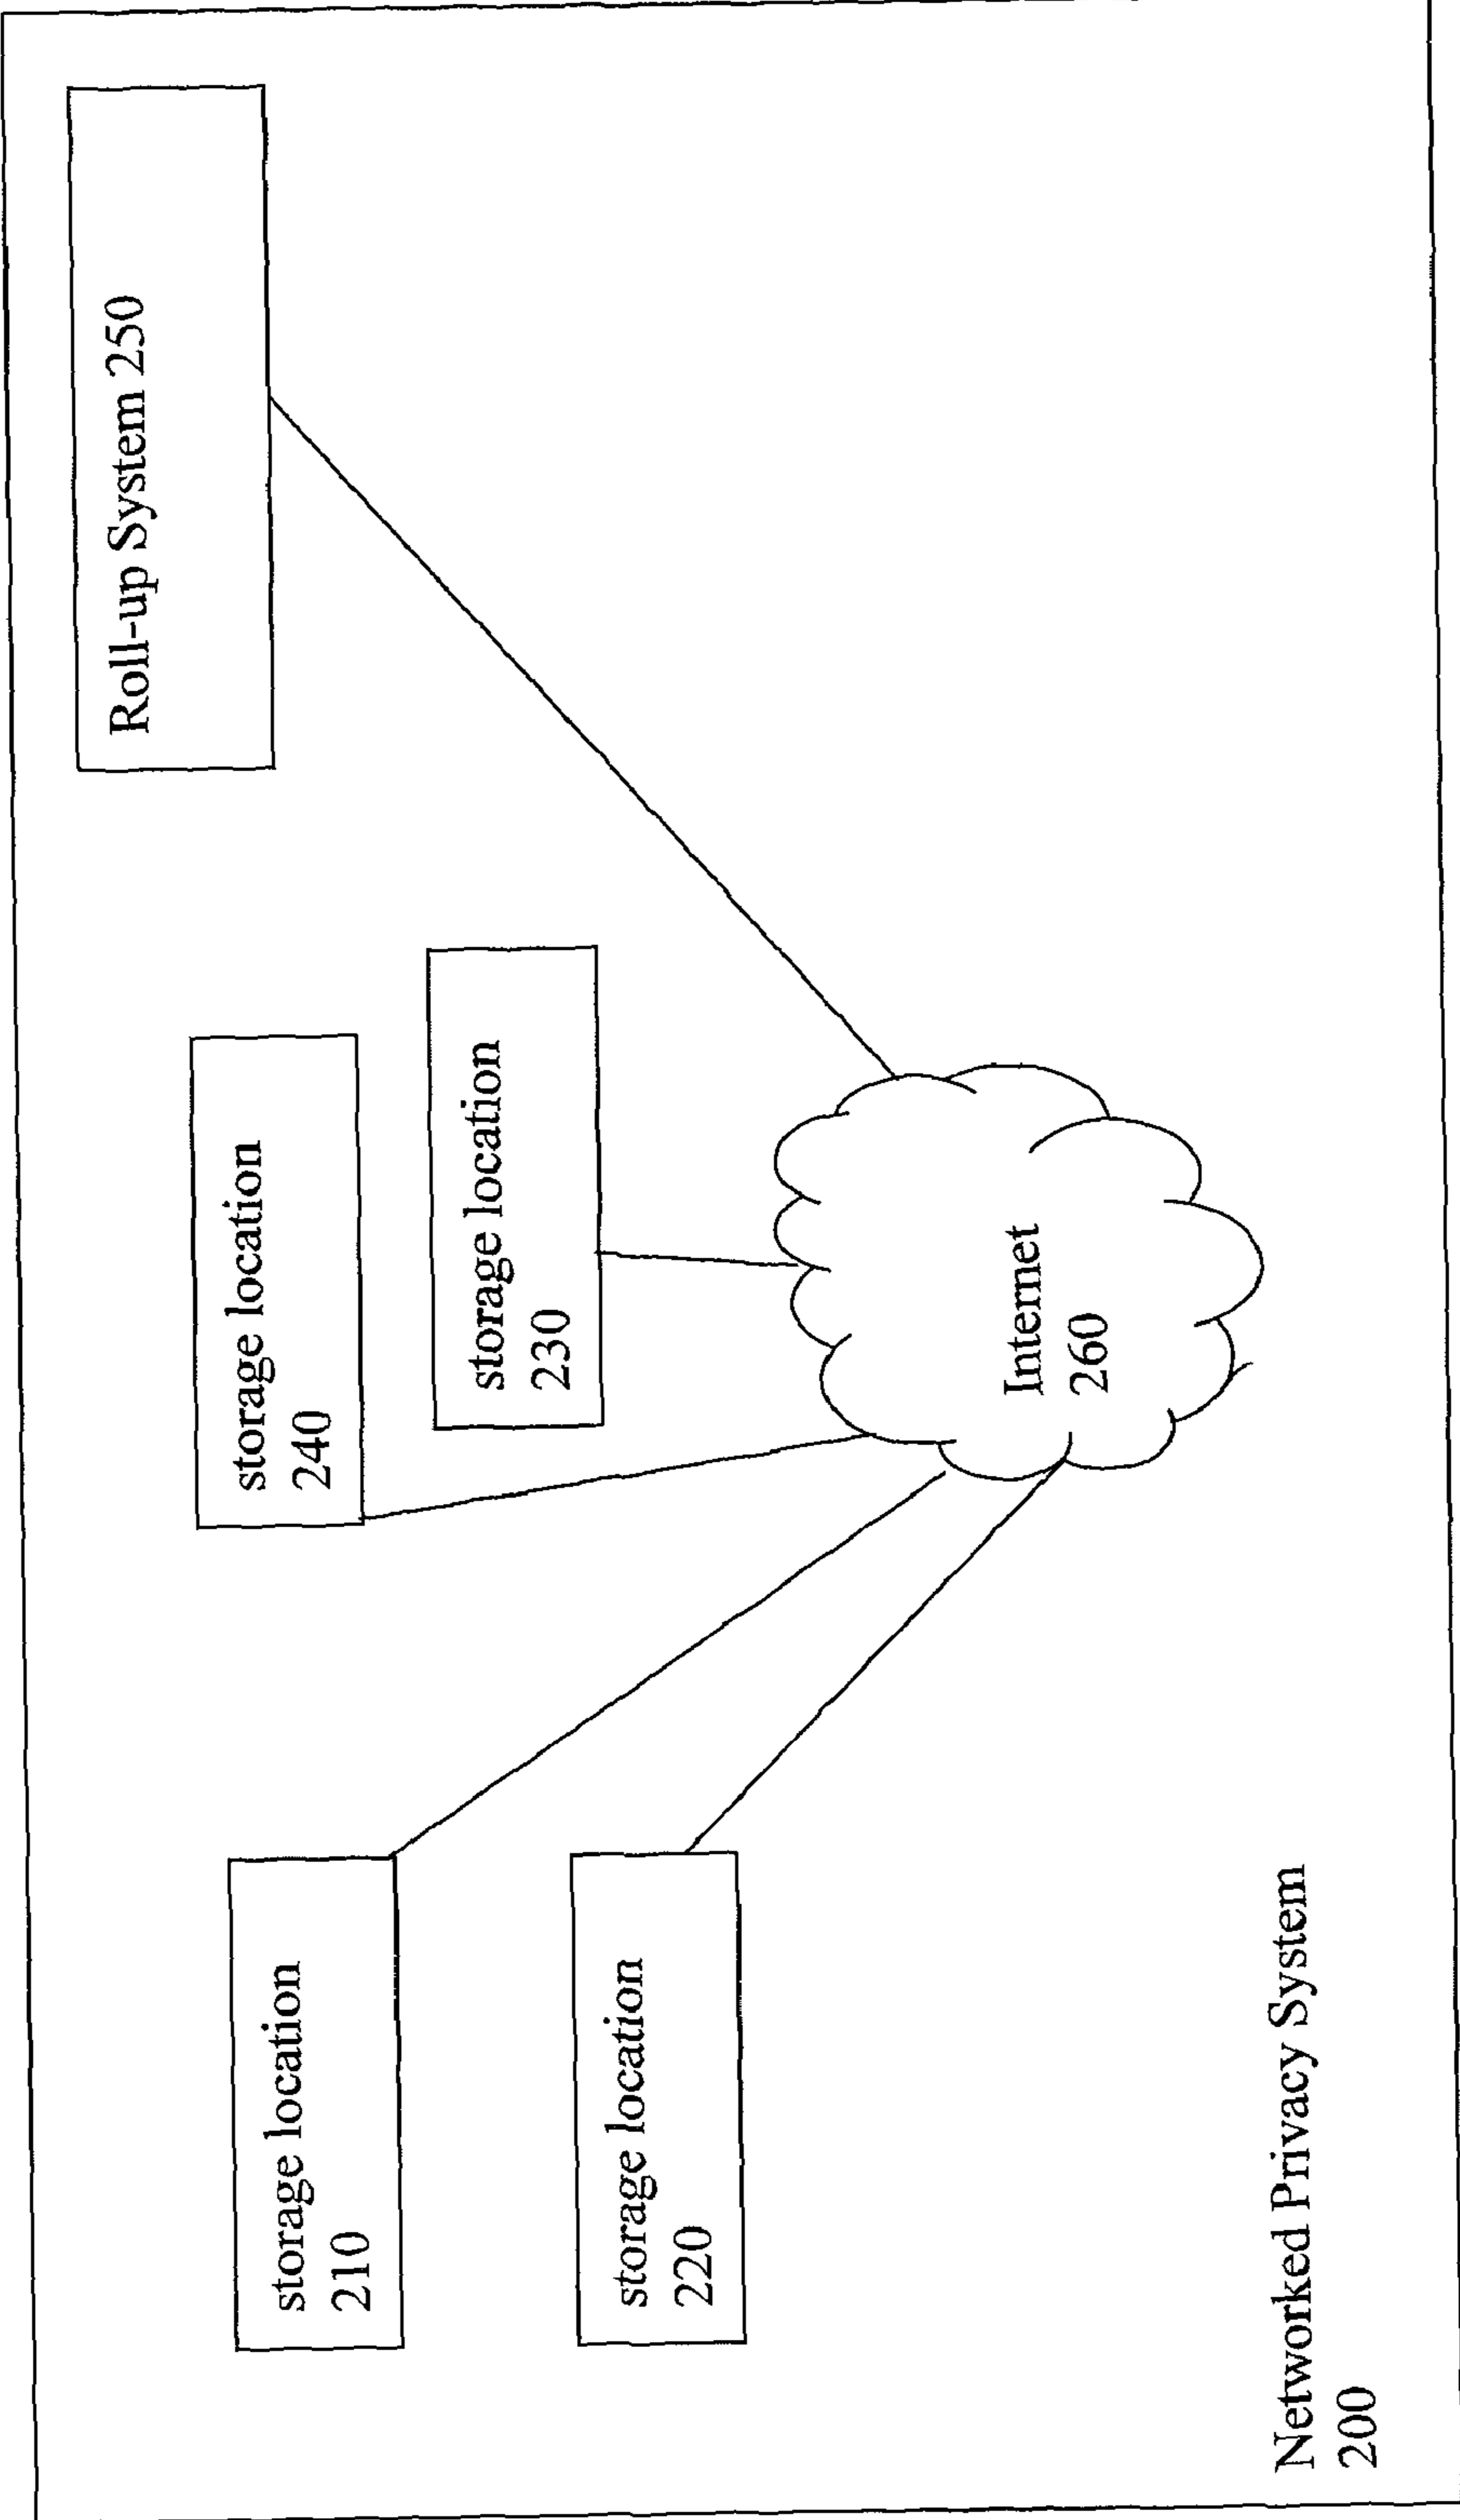 Roll-up System 250
storage location
240
storage location
230
storage location
210
storage location
220
Internet
260
Networked Privacy System
200